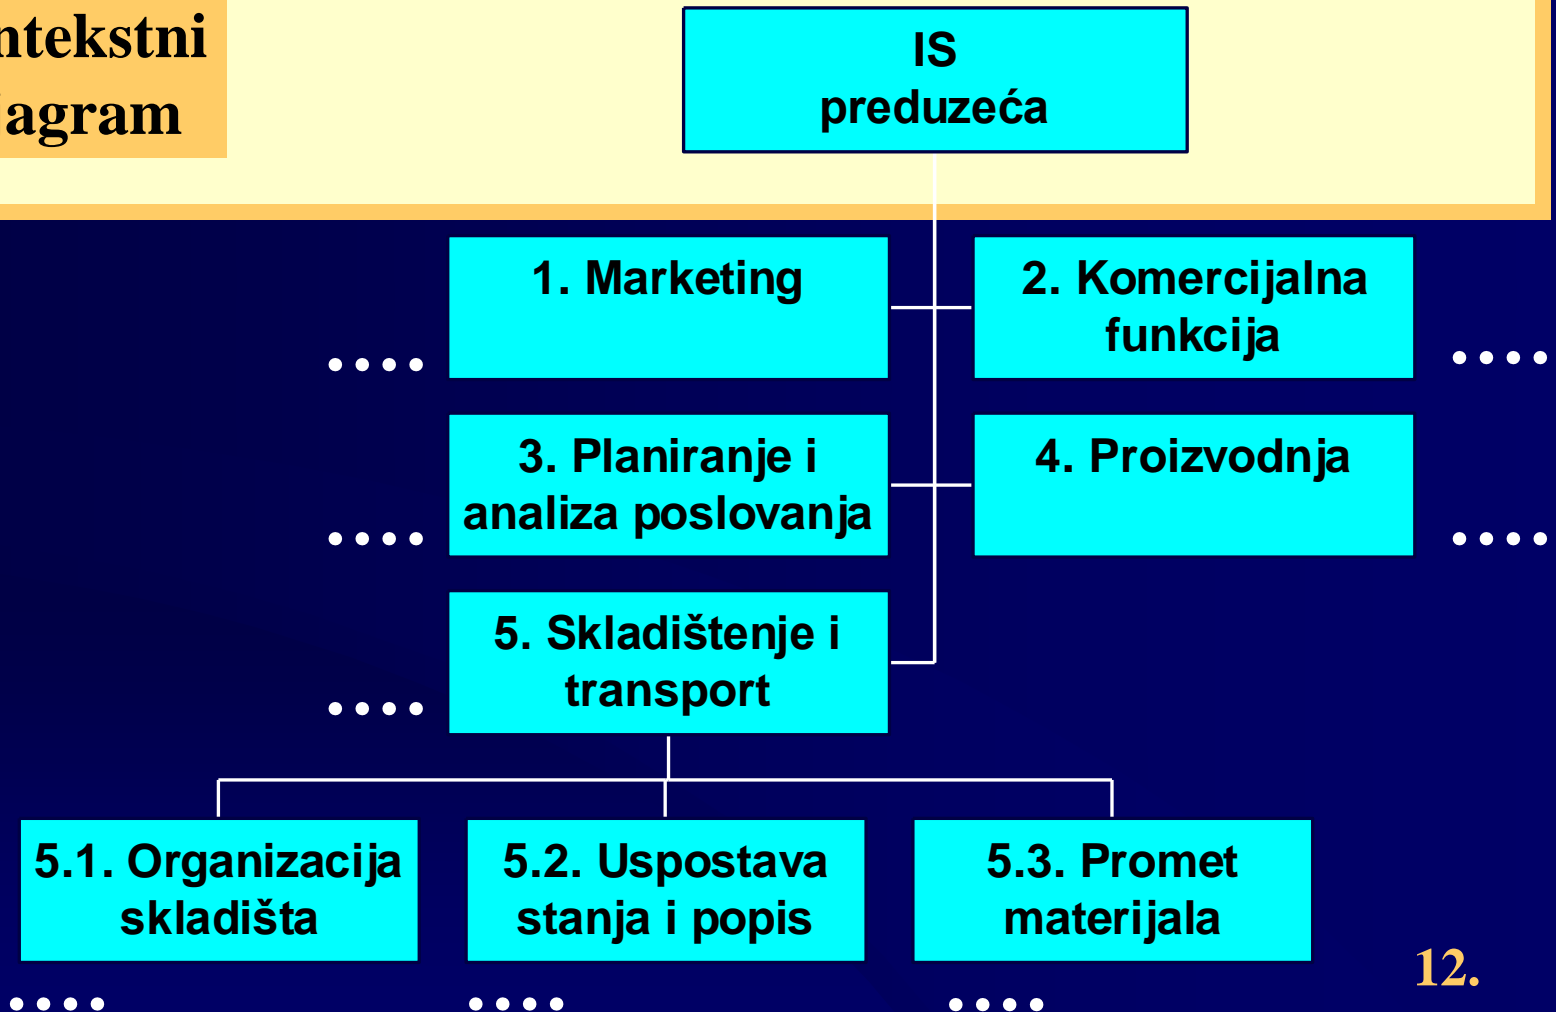 ntekstni
agram
IS
preduzeća
1. Marketing
2. Komercijalna
funkcija
....
....
3. Planiranje i
analiza poslovanja
4. Proizvodnja
....
....
5. Skladištenje i
transport
....
5.1. Organizacija
skladišta
5.2. Uspostava
stanja i popis
5.3. Promet
materijala
12.
....
....
....